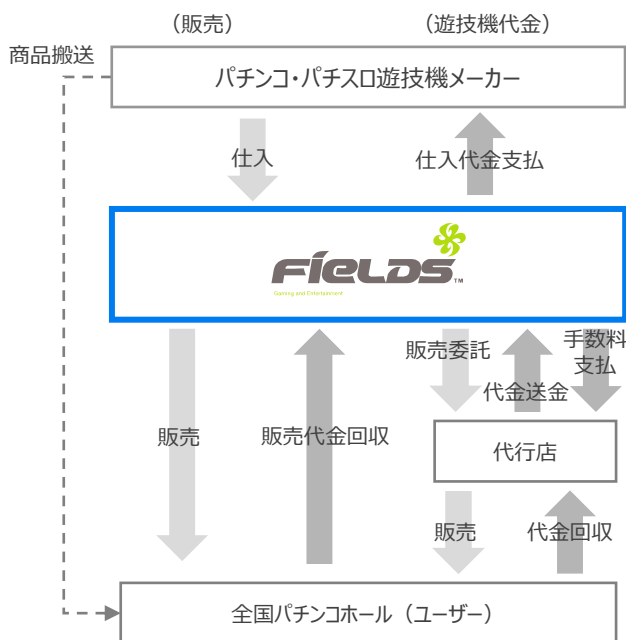 （販売）
（遊技機代金）
商品搬送
パチンコ・パチスロ遊技機メーカー
仕入
仕入代金支払
FIELDS™
Gaming and Entertainment
販売委託
手数料
支払
代金送金
販売
販売代金回収
代行店
販売
代金回収
全国パチンコホール（ユーザー）